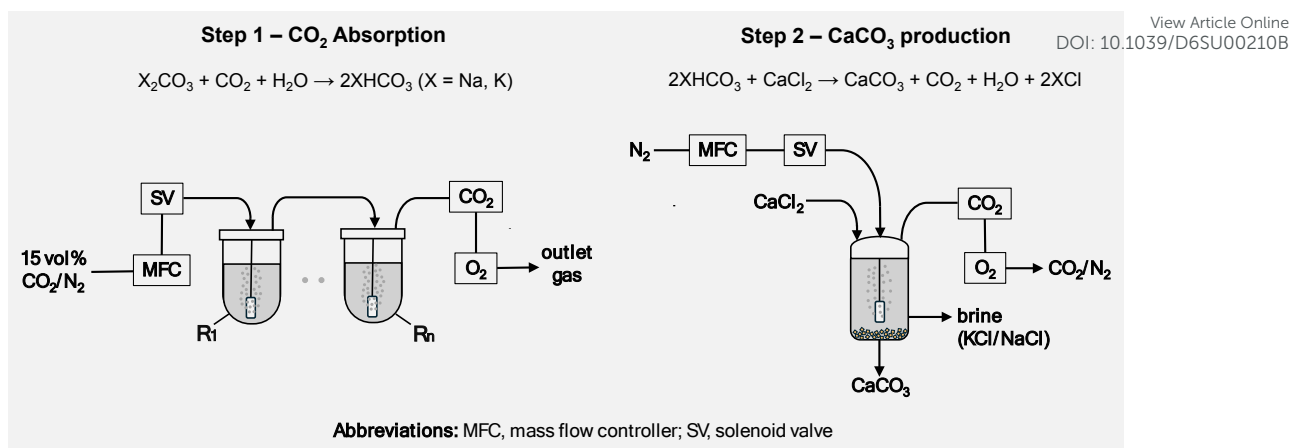 View Article Online
DOI: 10.1039/D6SU00210B
Step 1 – CO₂ Absorption
X₂CO₃ + CO₂ + H₂O → 2XHCO₃ (X = Na, K)
15 vol%
CO₂/N₂
MFC
SV
R1
Rn
CO₂
O₂
outlet
gas
Step 2 – CaCO₃ production
2XHCO₃ + CaCl₂ → CaCO₃ + CO₂ + H₂O + 2XCl
N₂
MFC
SV
CaCl₂
CO₂
O₂
CO₂/N₂
brine
(KCl/NaCl)
CaCO₃
Abbreviations: MFC, mass flow controller; SV, solenoid valve